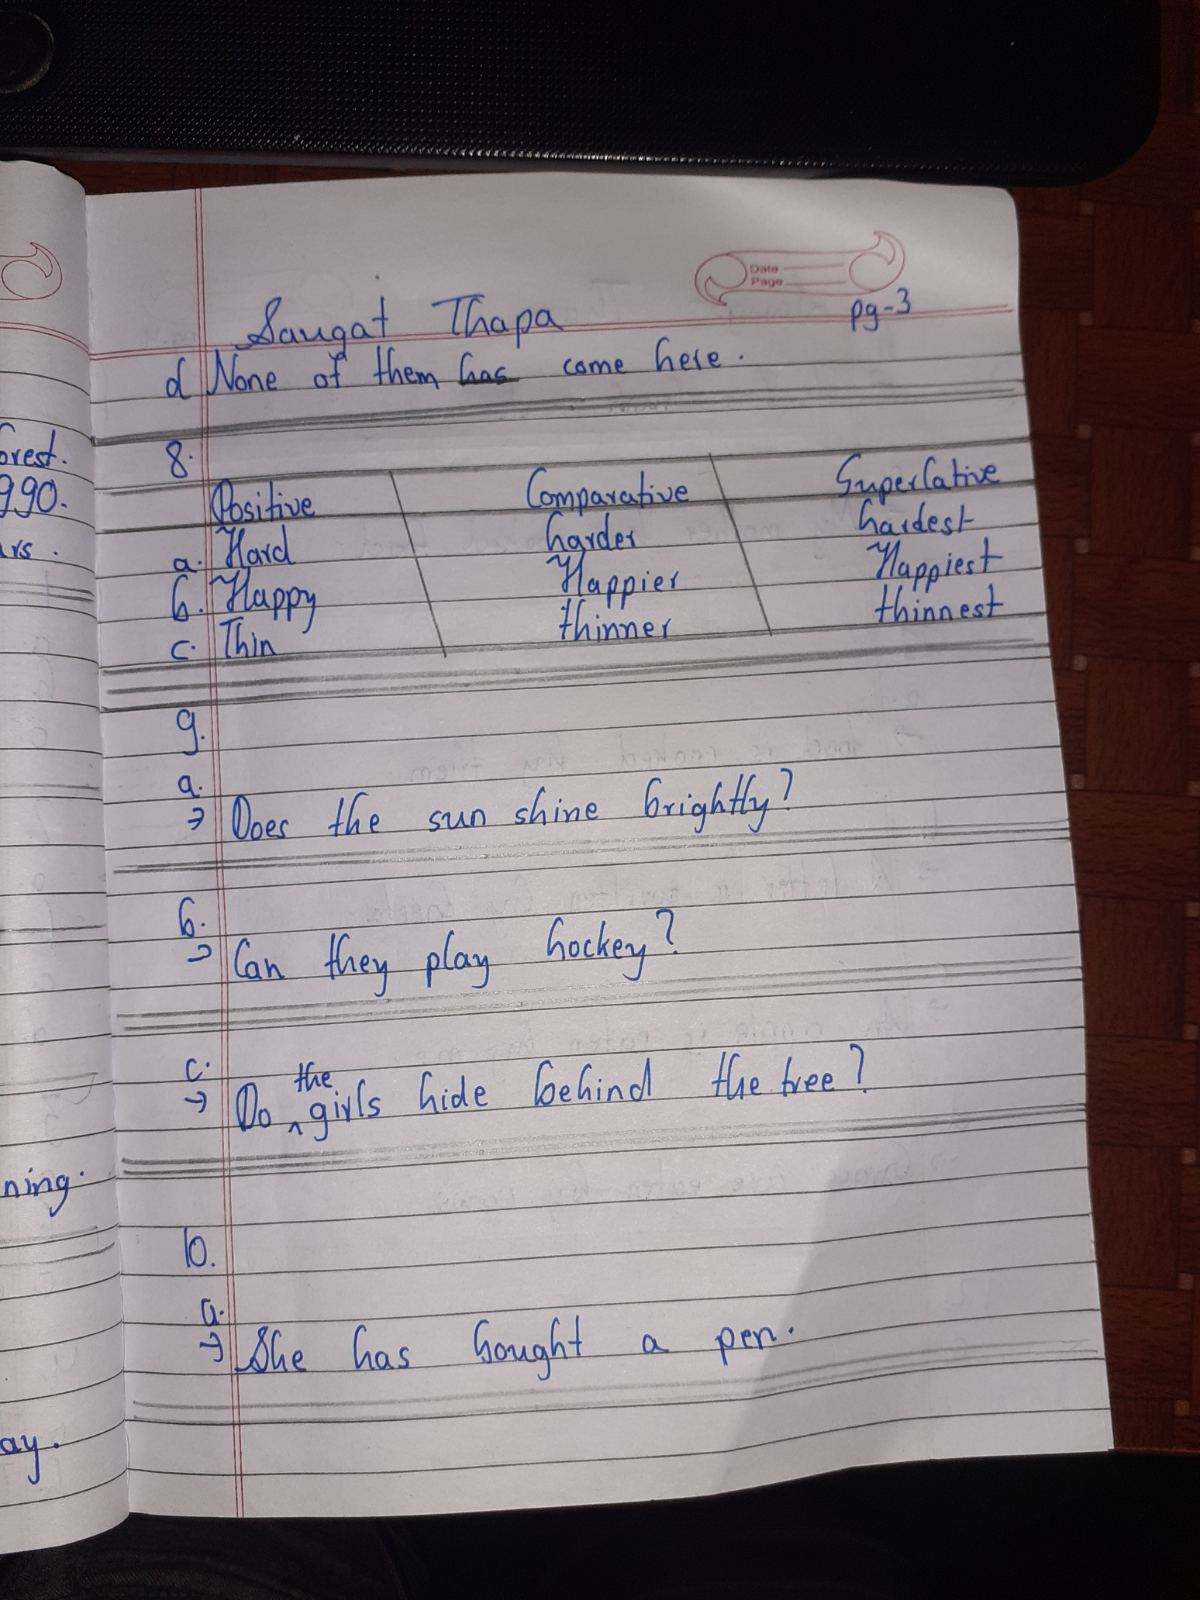 Date
Page
pg-3
Saugat Thapa
d None of them has come here.
8.
Positive Comparative Superlative
a. Hard harder hardest
b. Happy Happier Happiest
c. Thin thinner thinnest
9.
a.
→ Does the sun shine brightly?
b.
→ Can they play hockey?
c.
→ Do the girls hide behind the tree?
10.
a.
→ She has bought a pen.
orest.
990.
rs.
ning.
ay.